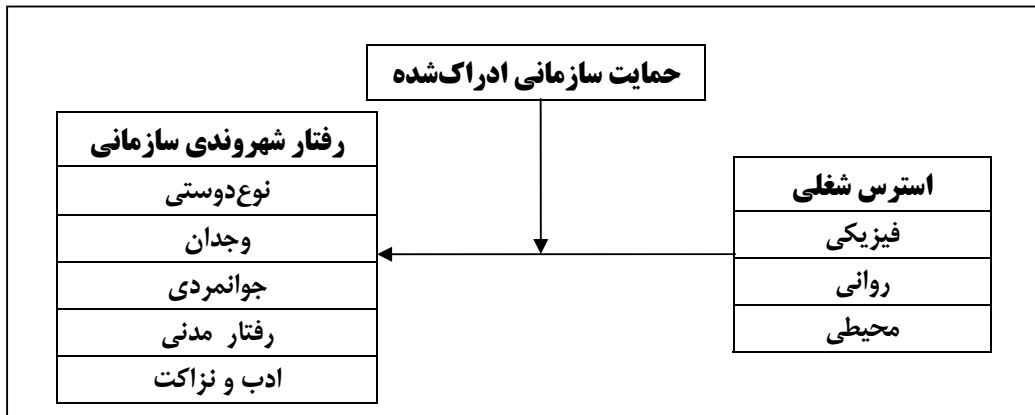 حمایت سازمانی ادراک‌شده
استرس شغلی
فیزیکی
روانی
محیطی
رفتار شهروندی سازمانی
نوع‌دوستی
وجدان
جوانمردی
رفتار مدنی
ادب و نزاکت